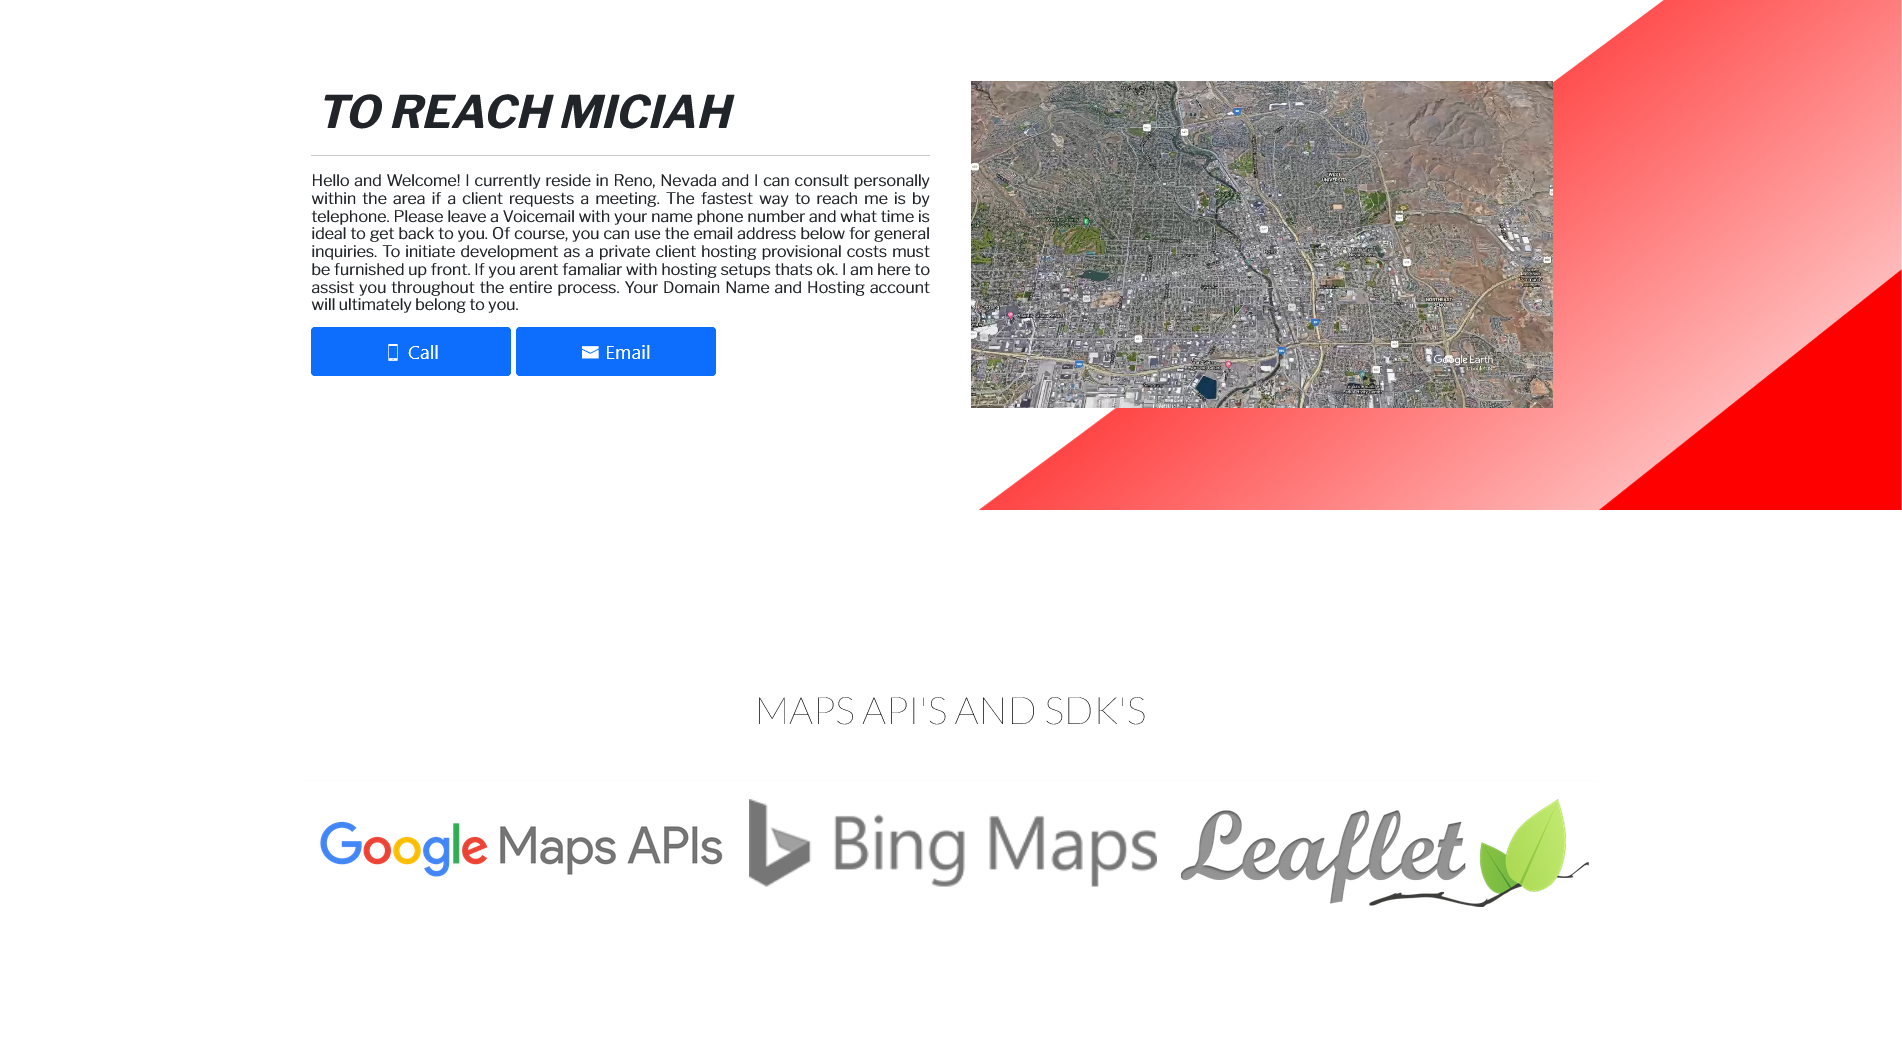 TO REACH MICIAH
Hello and Welcome! I currently reside in Reno, Nevada and I can consult personally
within the area if a client requests a meeting. The fastest way to reach me is by
telephone. Please leave a Voicemail with your name phone number and what time is
ideal to get back to you. Of course, you can use the email address below for general
inquiries. To initiate development as a private client hosting provisional costs must
be furnished up front. If you arent famaliar with hosting setups thats ok. I am here to
assist you throughout the entire process. Your Domain Name and Hosting account
will ultimately belong to you.
Call
Email
Google Earth
MAPS API'S AND SDK'S
Google Maps APIs
Bing Maps
Leaflet